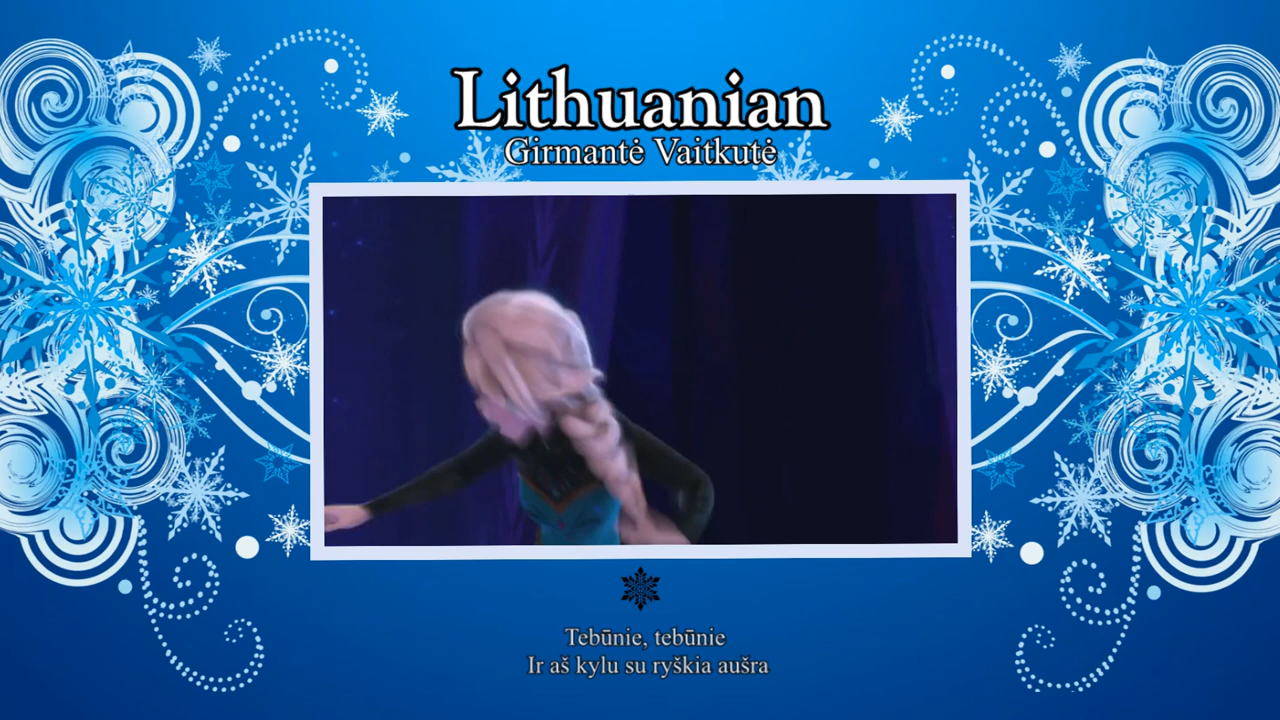 Lithuanian
Girmantė Vaitkutė
Tebūnie, tebūnie
Ir aš kylu su ryškia aušra